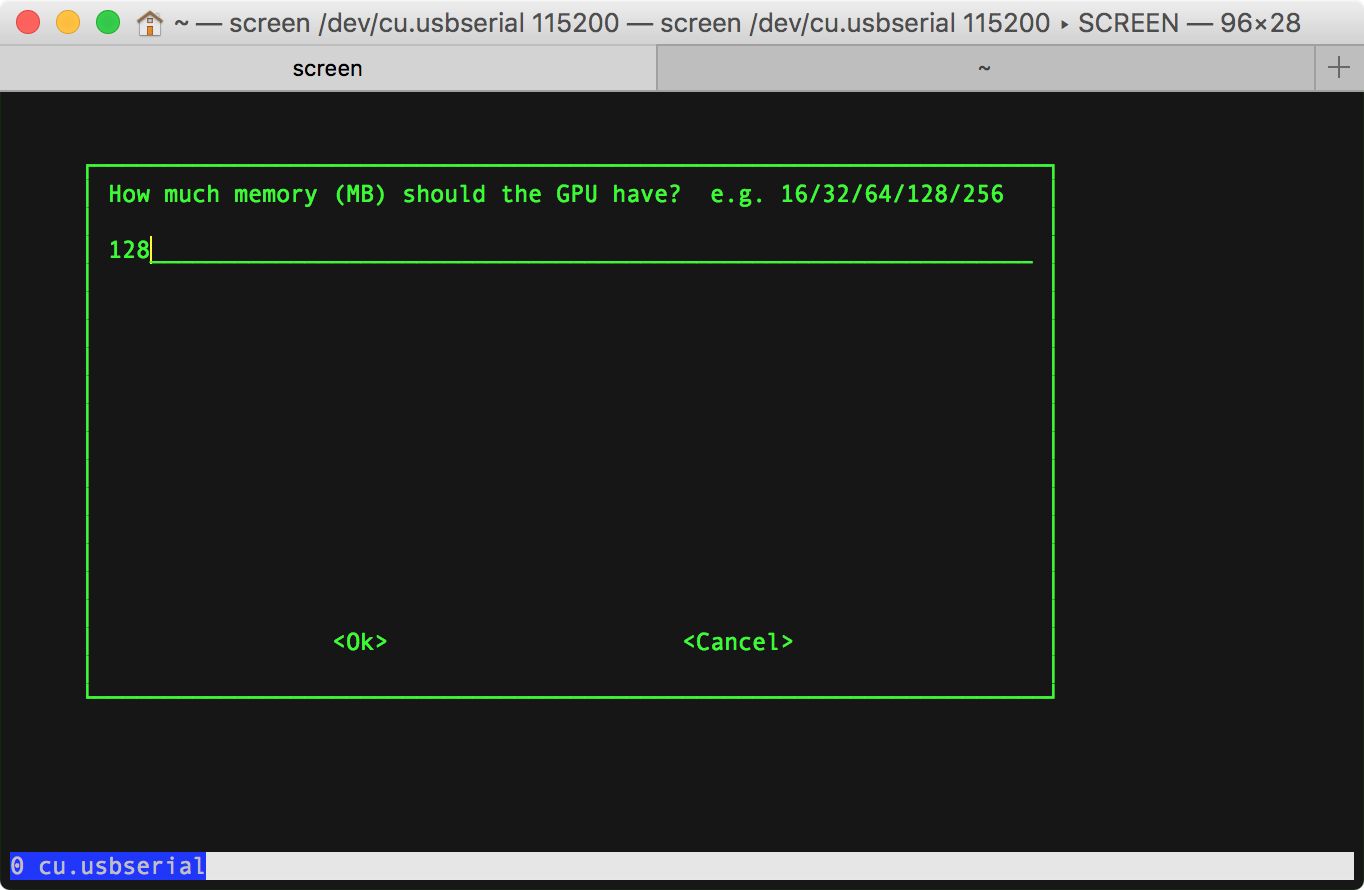 ~ — screen /dev/cu.usbserial 115200 — screen /dev/cu.usbserial 115200 ▸ SCREEN — 96×28
screen
~
How much memory (MB) should the GPU have?  e.g. 16/32/64/128/256
128
<Ok>
<Cancel>
0 cu.usbserial